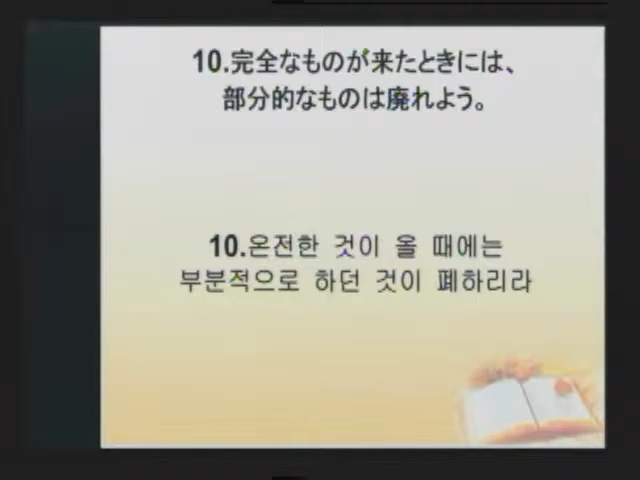 10.完全なものが来たときには、
部分的なものは廃れよう。
10.온전한 것이 올 때에는
부분적으로 하던 것이 폐하리라